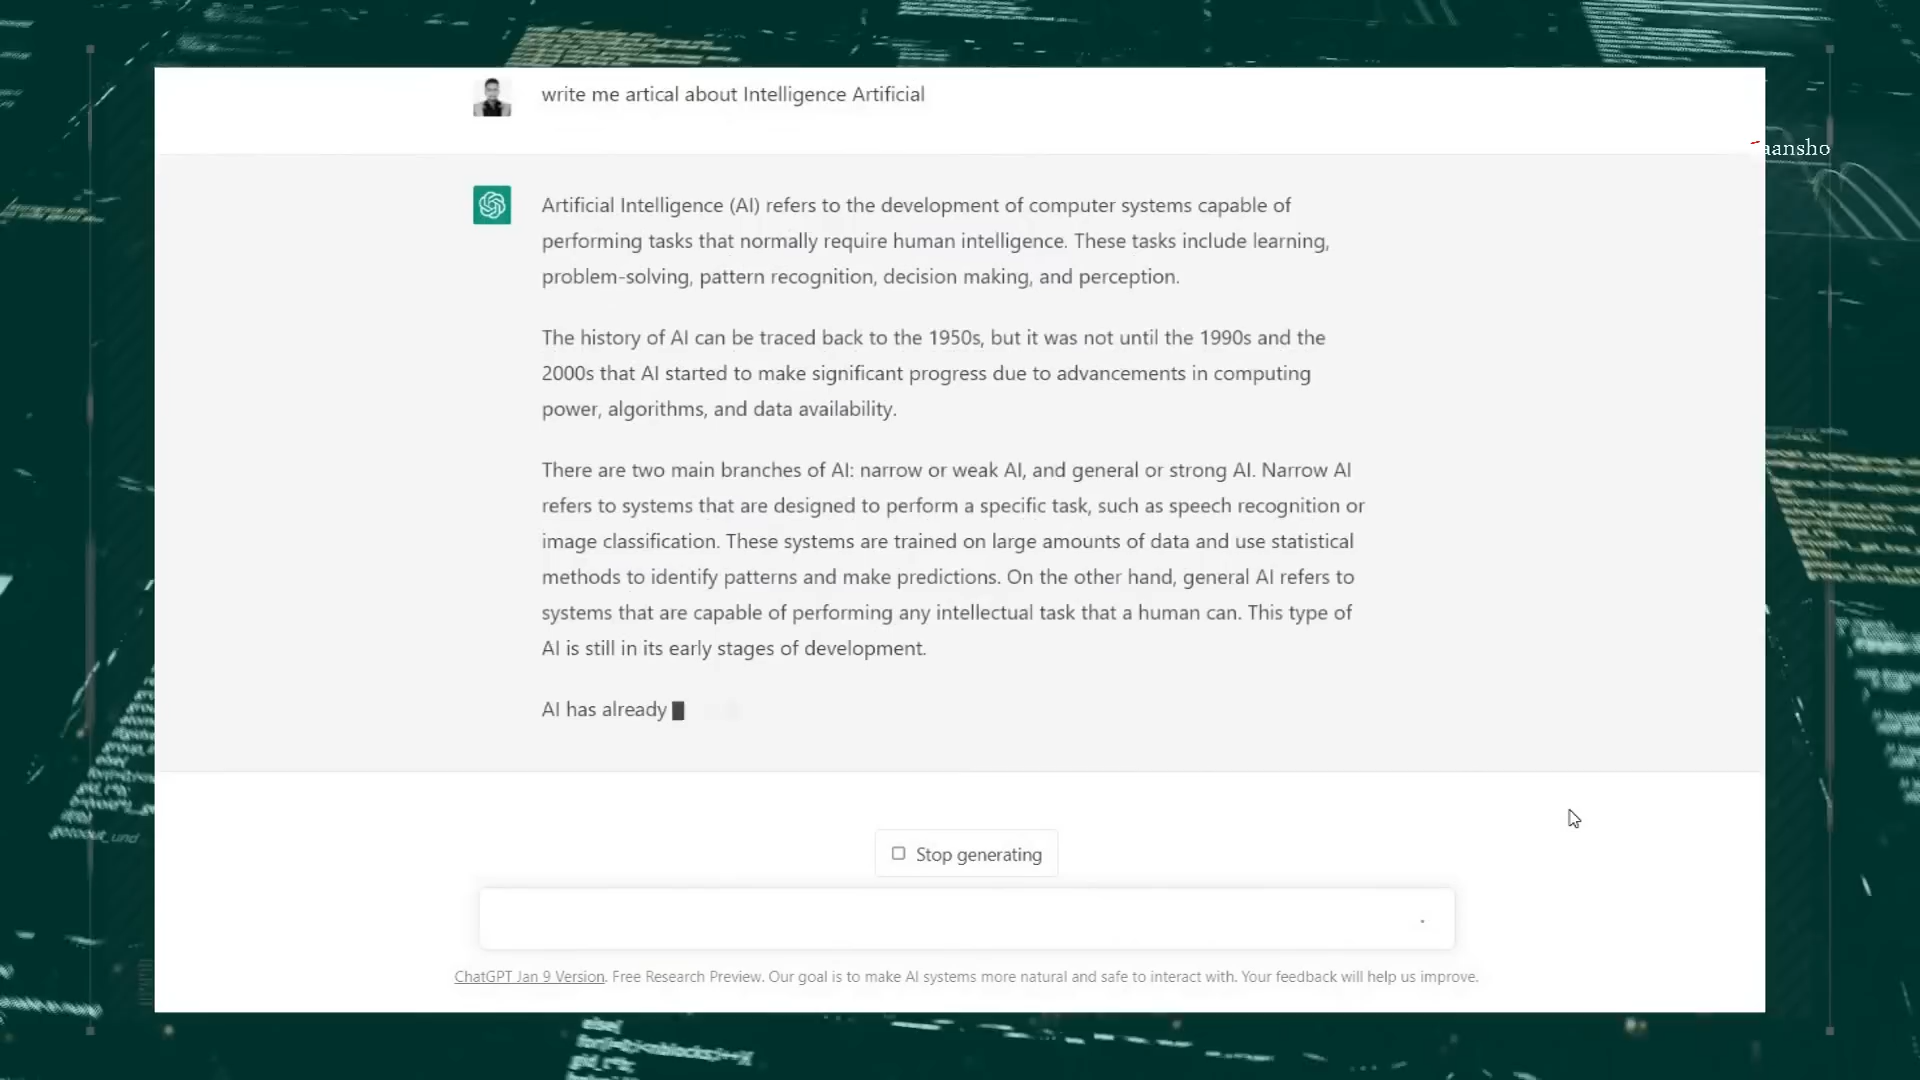 write me artical about Intelligence Artificial
aansho
Artificial Intelligence (AI) refers to the development of computer systems capable of
performing tasks that normally require human intelligence. These tasks include learning,
problem-solving, pattern recognition, decision making, and perception.
The history of AI can be traced back to the 1950s, but it was not until the 1990s and the
2000s that AI started to make significant progress due to advancements in computing
power, algorithms, and data availability.
There are two main branches of AI: narrow or weak AI, and general or strong AI. Narrow AI
refers to systems that are designed to perform a specific task, such as speech recognition or
image classification. These systems are trained on large amounts of data and use statistical
methods to identify patterns and make predictions. On the other hand, general AI refers to
systems that are capable of performing any intellectual task that a human can. This type of
AI is still in its early stages of development.
AI has already
Stop generating
ChatGPT Jan 9 Version. Free Research Preview. Our goal is to make AI systems more natural and safe to interact with. Your feedback will help us improve.